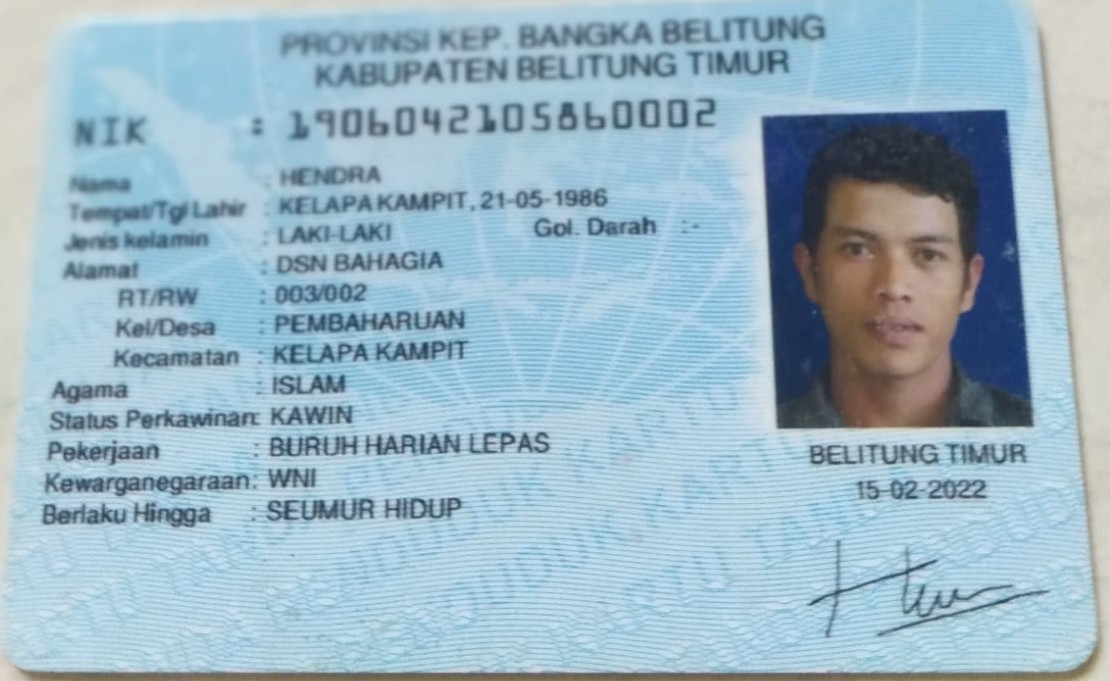 PROVINSI KEP. BANGKA BELITUNG
KABUPATEN BELITUNG TIMUR
NIK : 1906042105860002
Nama : HENDRA
Tempat/Tgl Lahir : KELAPA KAMPIT, 21-05-1986
Jenis kelamin : LAKI-LAKI Gol. Darah :-
Alamat : DSN BAHAGIA
RT/RW : 003/002
Kel/Desa : PEMBAHARUAN
Kecamatan : KELAPA KAMPIT
Agama : ISLAM
Status Perkawinan: KAWIN
Pekerjaan : BURUH HARIAN LEPAS
Kewarganegaraan: WNI
Berlaku Hingga : SEUMUR HIDUP
BELITUNG TIMUR
15-02-2022